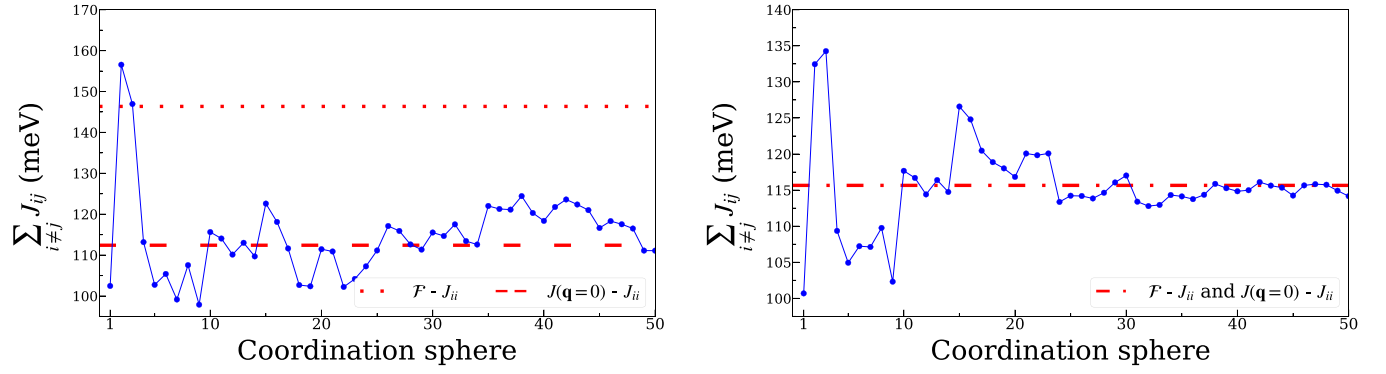 160
150
140
130
120
110
100
∑ J_ij (meV)
i≠j
1 10 20 30 40 50
Coordination sphere
ℱ - J_ii
J(q=0) - J_ii
140
135
130
125
120
115
110
105
100
∑ J_ij (meV)
i≠j
1 10 20 30 40 50
Coordination sphere
ℱ - J_ii and J(q=0) - J_ii
170